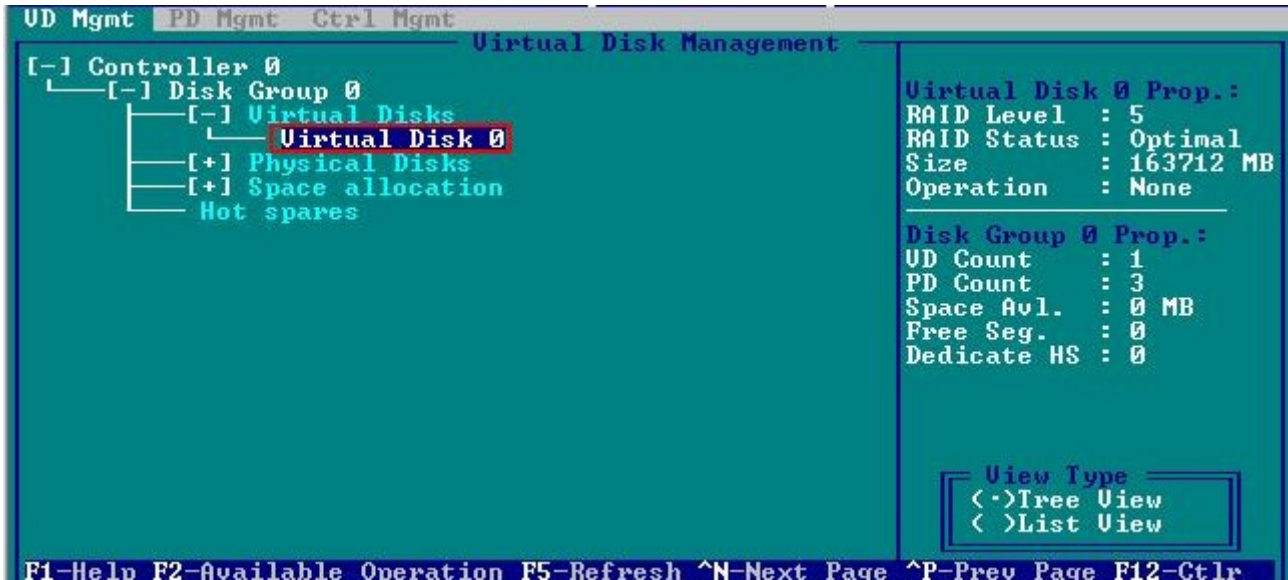 VD Mgmt PD Mgmt Ctrl Mgmt
Virtual Disk Management
[-] Controller 0
[-] Disk Group 0
[-] Virtual Disks
Virtual Disk 0
[+] Physical Disks
[+] Space allocation
Hot spares
Virtual Disk 0 Prop.:
RAID Level : 5
RAID Status : Optimal
Size : 163712 MB
Operation : None
Disk Group 0 Prop.:
VD Count : 1
PD Count : 3
Space Avl. : 0 MB
Free Seg. : 0
Dedicate HS : 0
View Type
(·)Tree View
( )List View
F1-Help F2-Available Operation F5-Refresh ^N-Next Page ^P-Prev Page F12-Ctlr